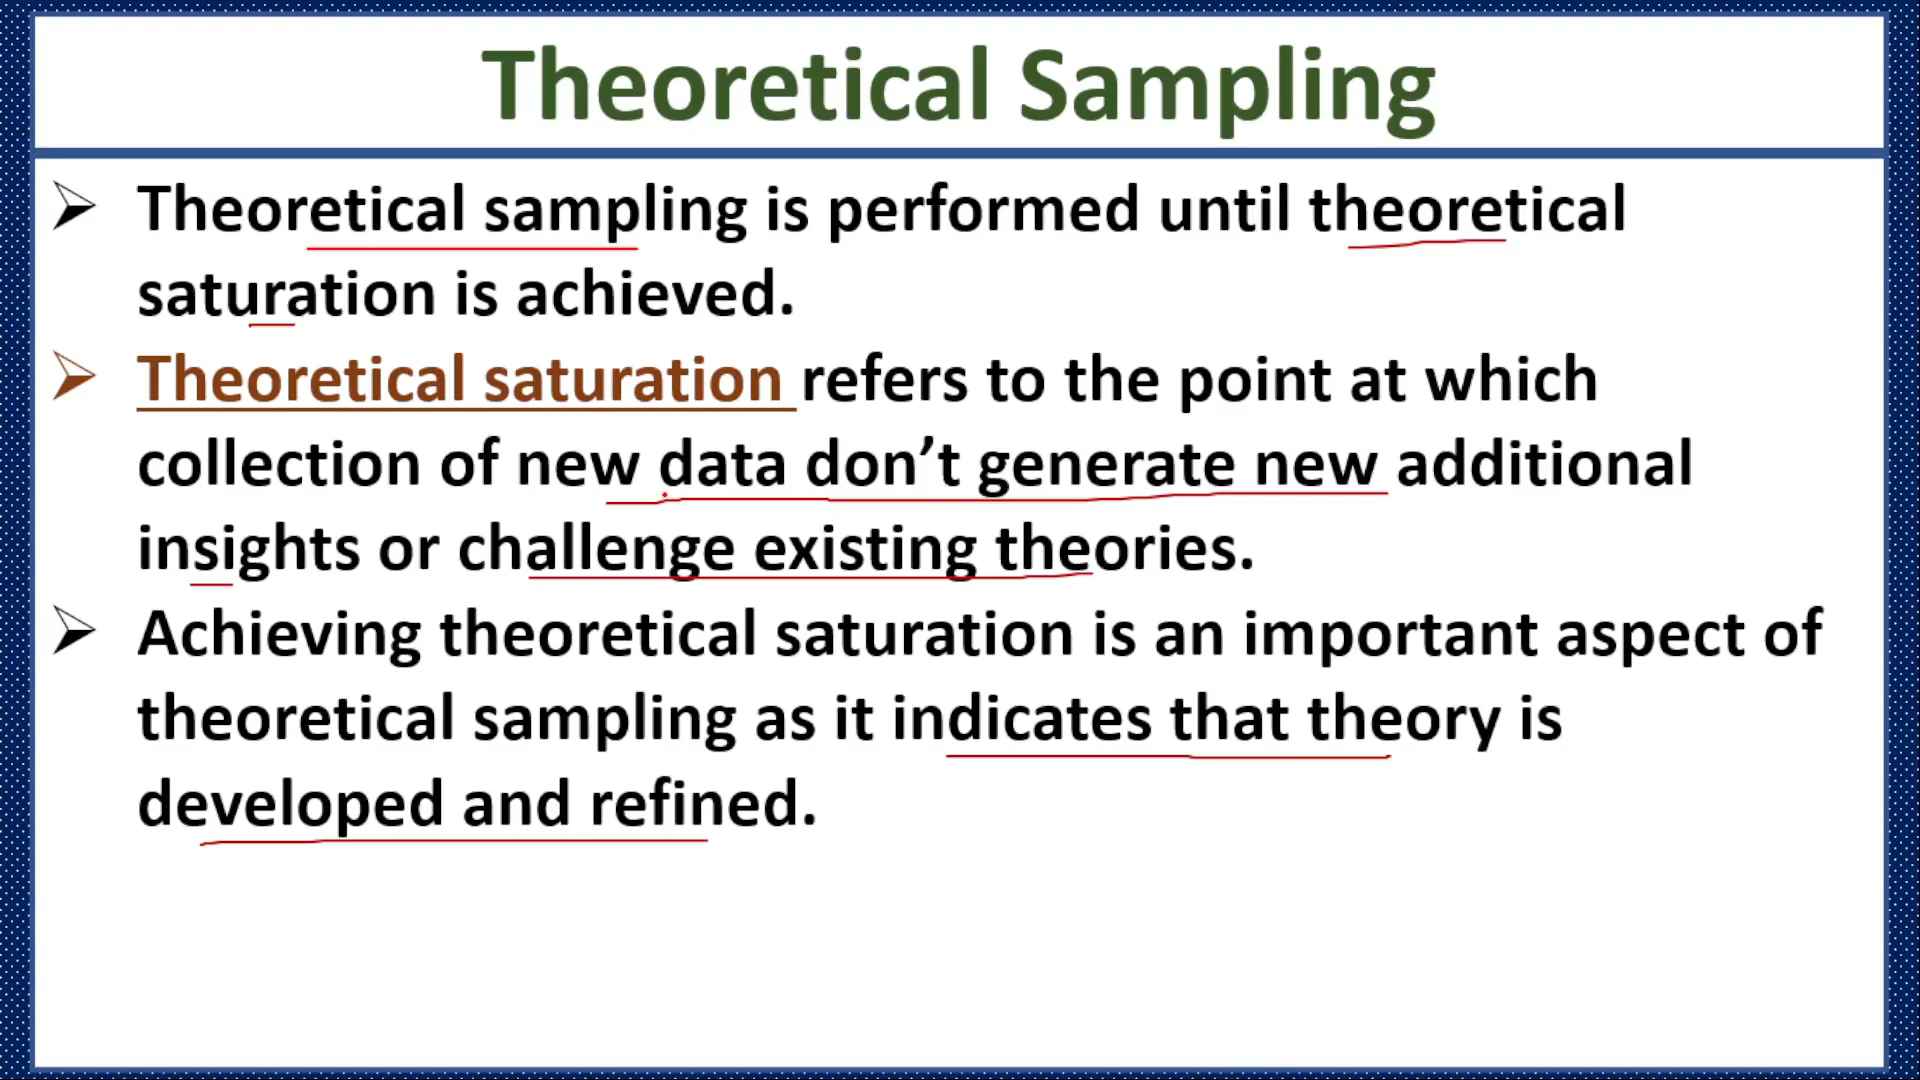 Theoretical Sampling
➢ Theoretical sampling is performed until theoretical
saturation is achieved.
➢ Theoretical saturation refers to the point at which
collection of new data don’t generate new additional
insights or challenge existing theories.
➢ Achieving theoretical saturation is an important aspect of
theoretical sampling as it indicates that theory is
developed and refined.